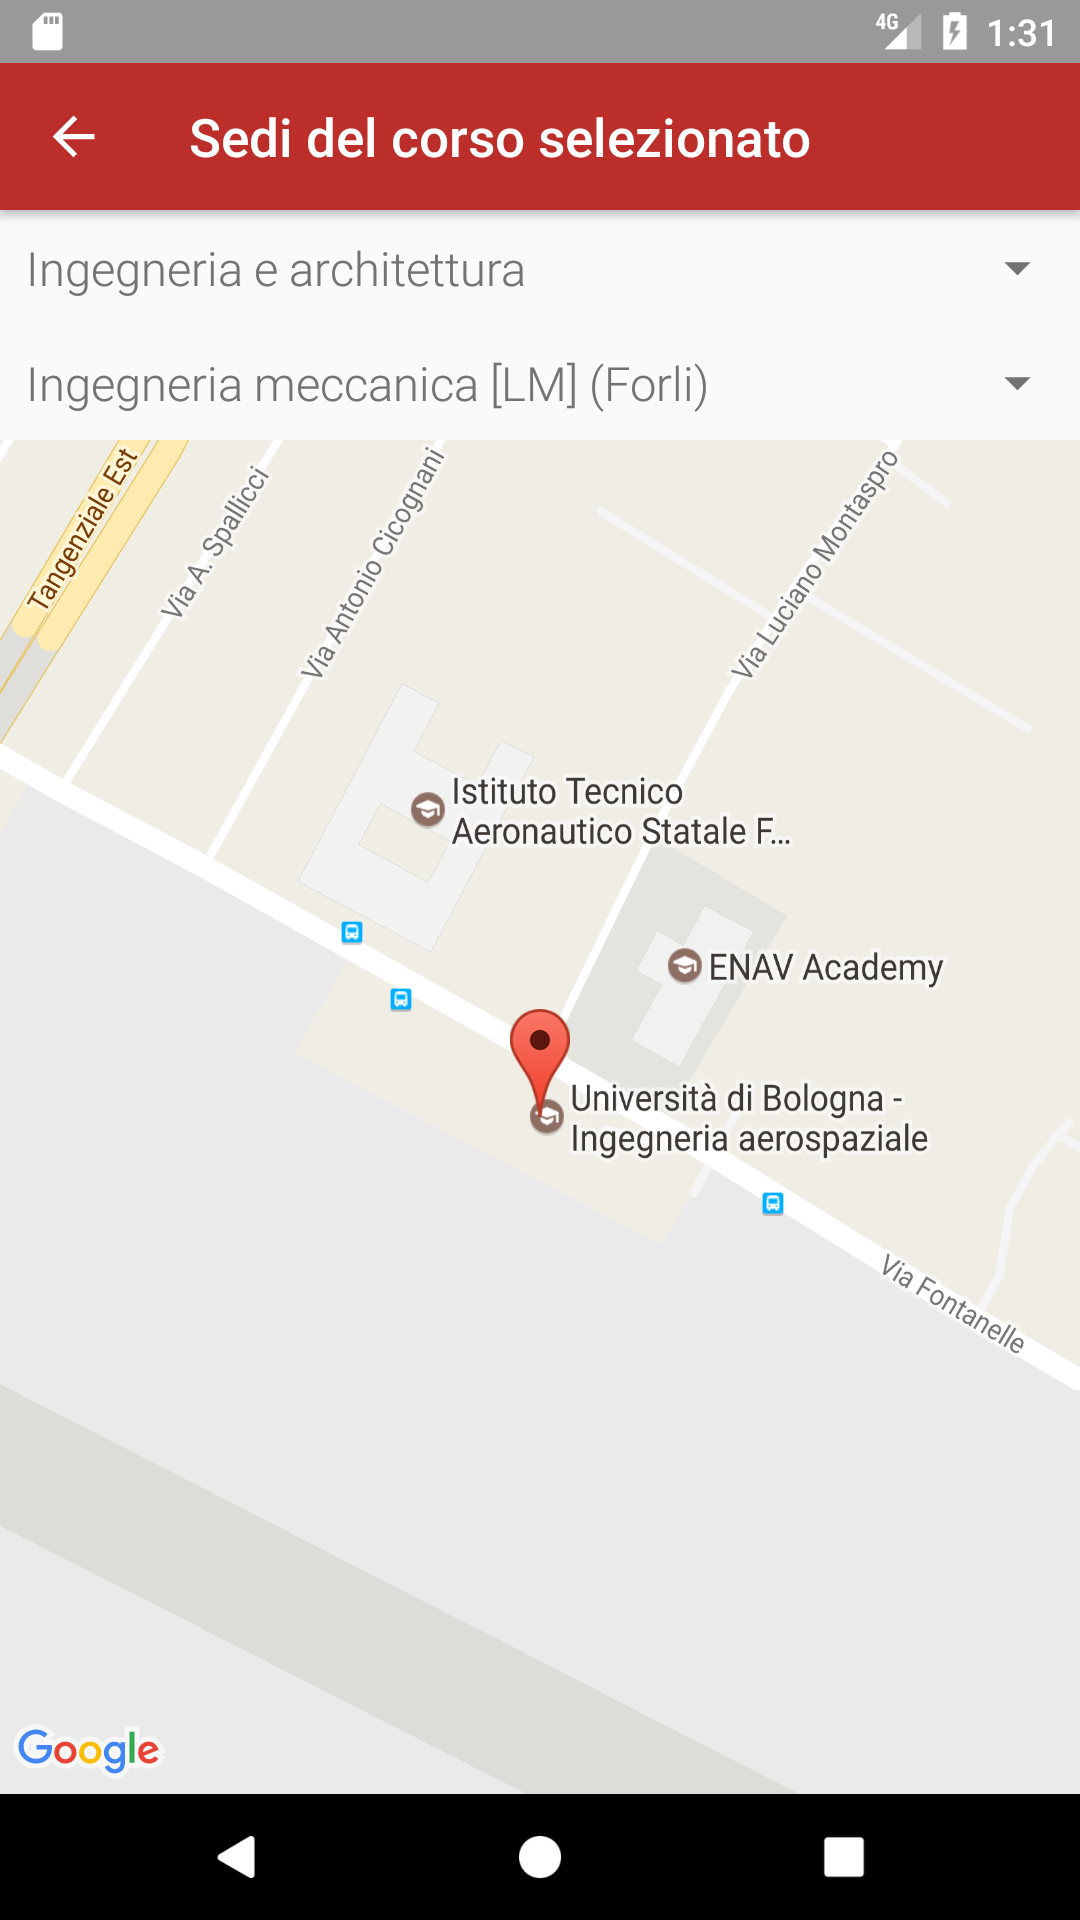 4G 1:31
Sedi del corso selezionato
Ingegneria e architettura
Ingegneria meccanica [LM] (Forli)
Tangenziale Est
Via A. Spallicci
Via Antonio Cicognani
Via Luciano Montaspro
Istituto Tecnico
Aeronautico Statale F...
ENAV Academy
Università di Bologna -
Ingegneria aerospaziale
Via Fontanelle
Google